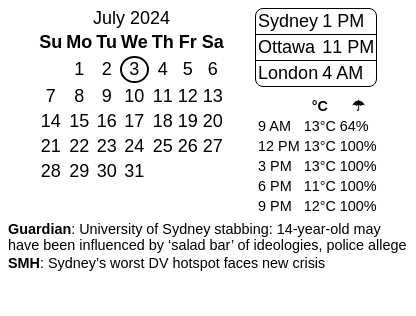 July 2024
Su Mo Tu We Th Fr Sa
1 2 3 4 5 6
7 8 9 10 11 12 13
14 15 16 17 18 19 20
21 22 23 24 25 26 27
28 29 30 31
Sydney 1 PM
Ottawa 11 PM
London 4 AM
°C ☂
9 AM 13°C 64%
12 PM 13°C 100%
3 PM 13°C 100%
6 PM 11°C 100%
9 PM 12°C 100%
Guardian: University of Sydney stabbing: 14-year-old may
have been influenced by ‘salad bar’ of ideologies, police allege
SMH: Sydney’s worst DV hotspot faces new crisis